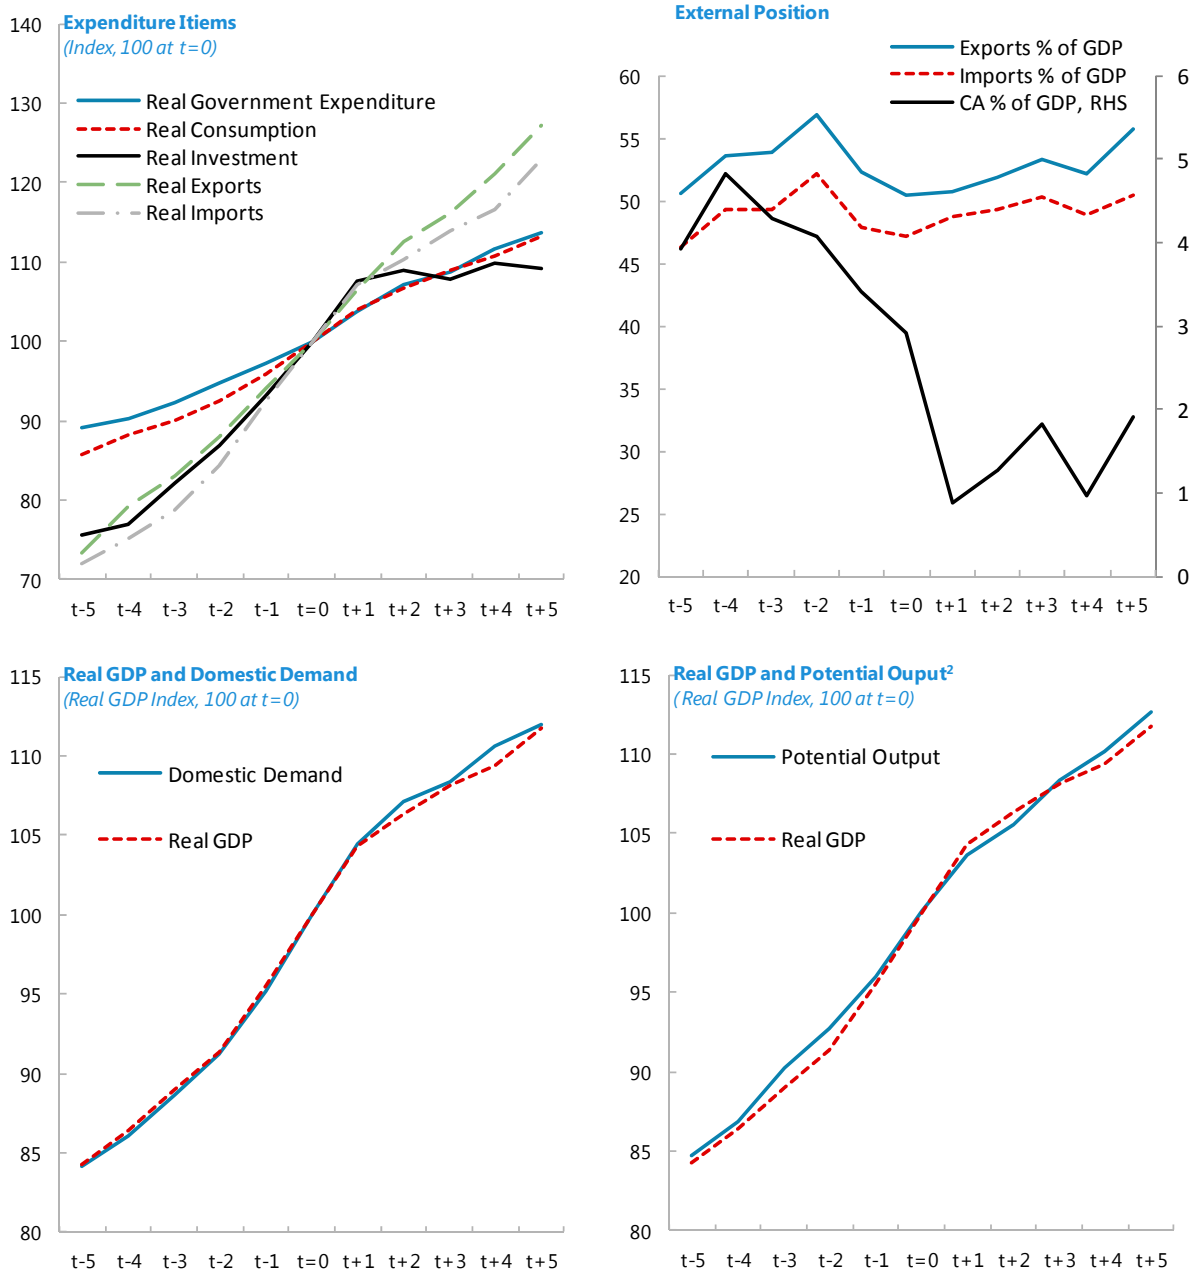 Expenditure Itiems
(Index, 100 at t=0)
140
130
120
110
100
90
80
70
Real Government Expenditure
Real Consumption
Real Investment
Real Exports
Real Imports
t-5 t-4 t-3 t-2 t-1 t=0 t+1 t+2 t+3 t+4 t+5
External Position
Exports % of GDP
Imports % of GDP
CA % of GDP, RHS
60
55
50
45
40
35
30
25
20
6
5
4
3
2
1
0
t-5 t-4 t-3 t-2 t-1 t=0 t+1 t+2 t+3 t+4 t+5
Real GDP and Domestic Demand
(Real GDP Index, 100 at t=0)
115
110
105
100
95
90
85
80
Domestic Demand
Real GDP
t-5 t-4 t-3 t-2 t-1 t=0 t+1 t+2 t+3 t+4 t+5
Real GDP and Potential Ouput²
(Real GDP Index, 100 at t=0)
115
110
105
100
95
90
85
80
Potential Output
Real GDP
t-5 t-4 t-3 t-2 t-1 t=0 t+1 t+2 t+3 t+4 t+5